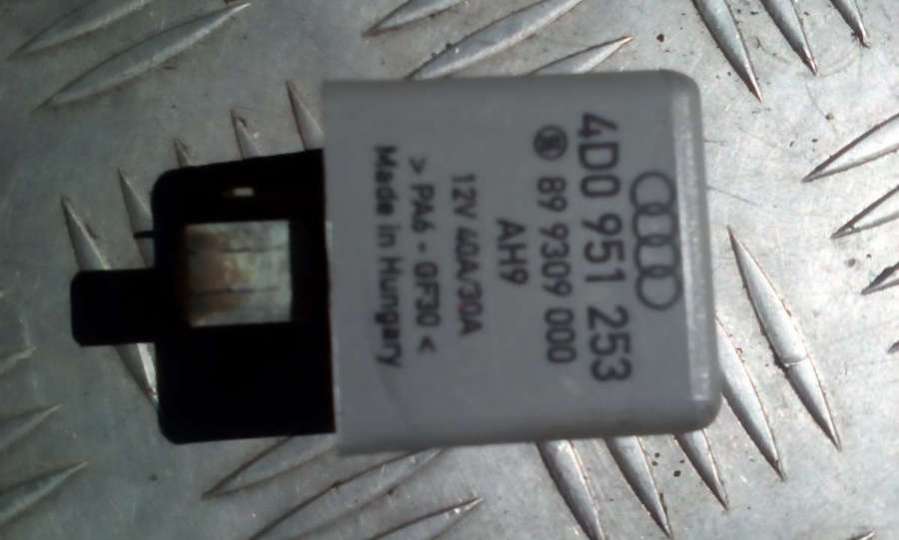 4D0 951 253
89 9309 000
AH9
12V 40A/30A
> PA6 - GF30 <
Made in Hungary